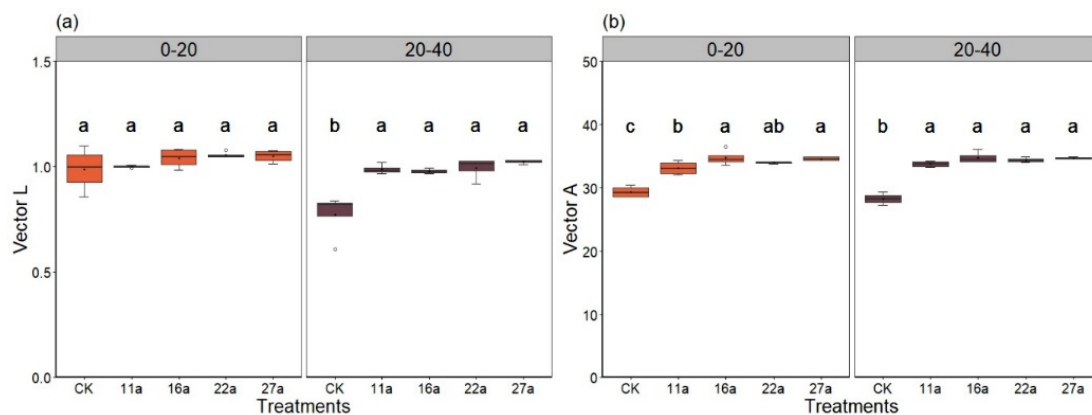 (a)
0-20 20-40
Vector L
1.5
1.0
0.5
0.0
a a a a a b a a a a
CK 11a 16a 22a 27a CK 11a 16a 22a 27a
Treatments
(b)
0-20 20-40
Vector A
50
40
30
20
10
0
c b a ab a b a a a a
CK 11a 16a 22a 27a CK 11a 16a 22a 27a
Treatments